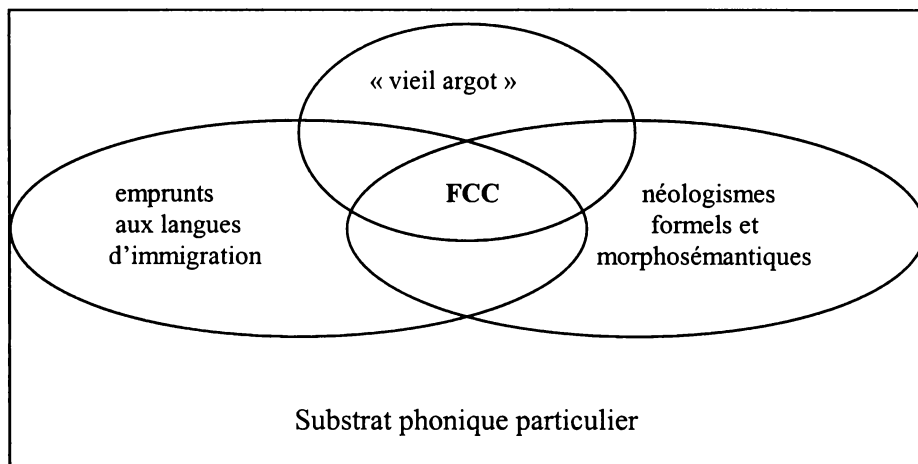 « vieil argot »
emprunts
aux langues
d’immigration
FCC
néologismes
formels et
morphosémantiques
Substrat phonique particulier